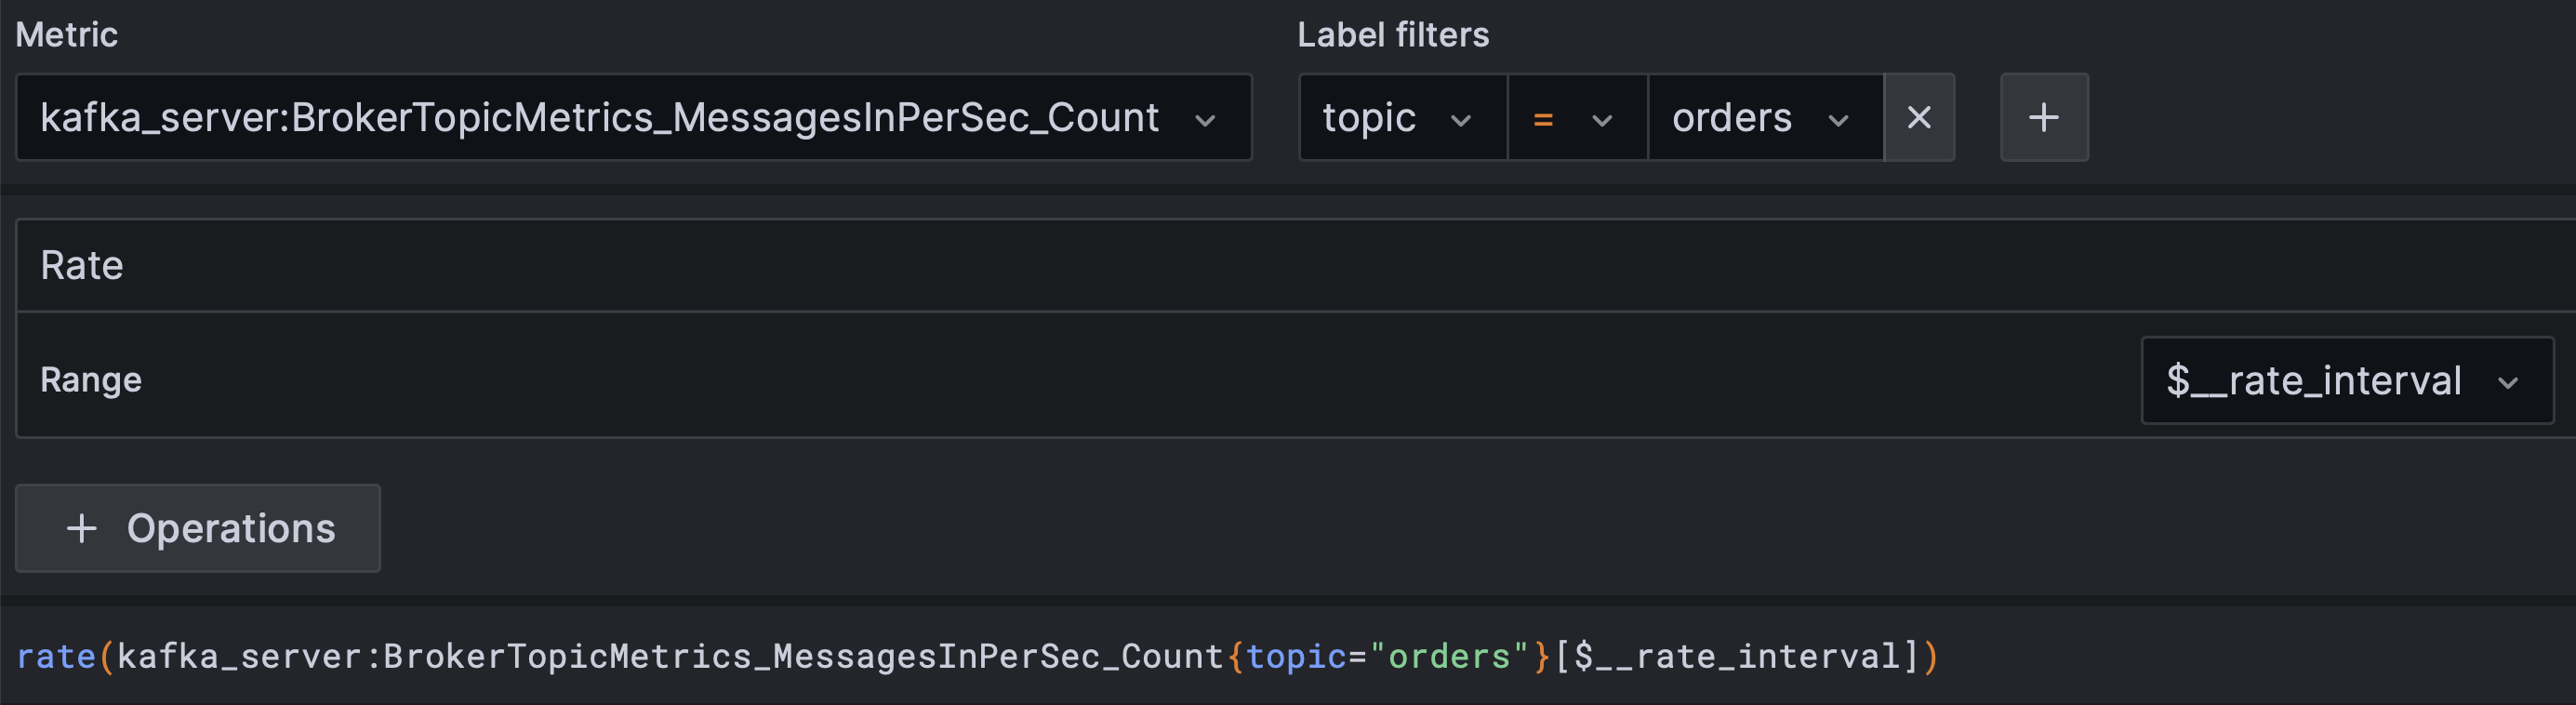 Metric
Label filters
kafka_server:BrokerTopicMetrics_MessagesInPerSec_Count
topic = orders
Rate
Range
$__rate_interval
+ Operations
rate(kafka_server:BrokerTopicMetrics_MessagesInPerSec_Count{topic="orders"}[$__rate_interval])